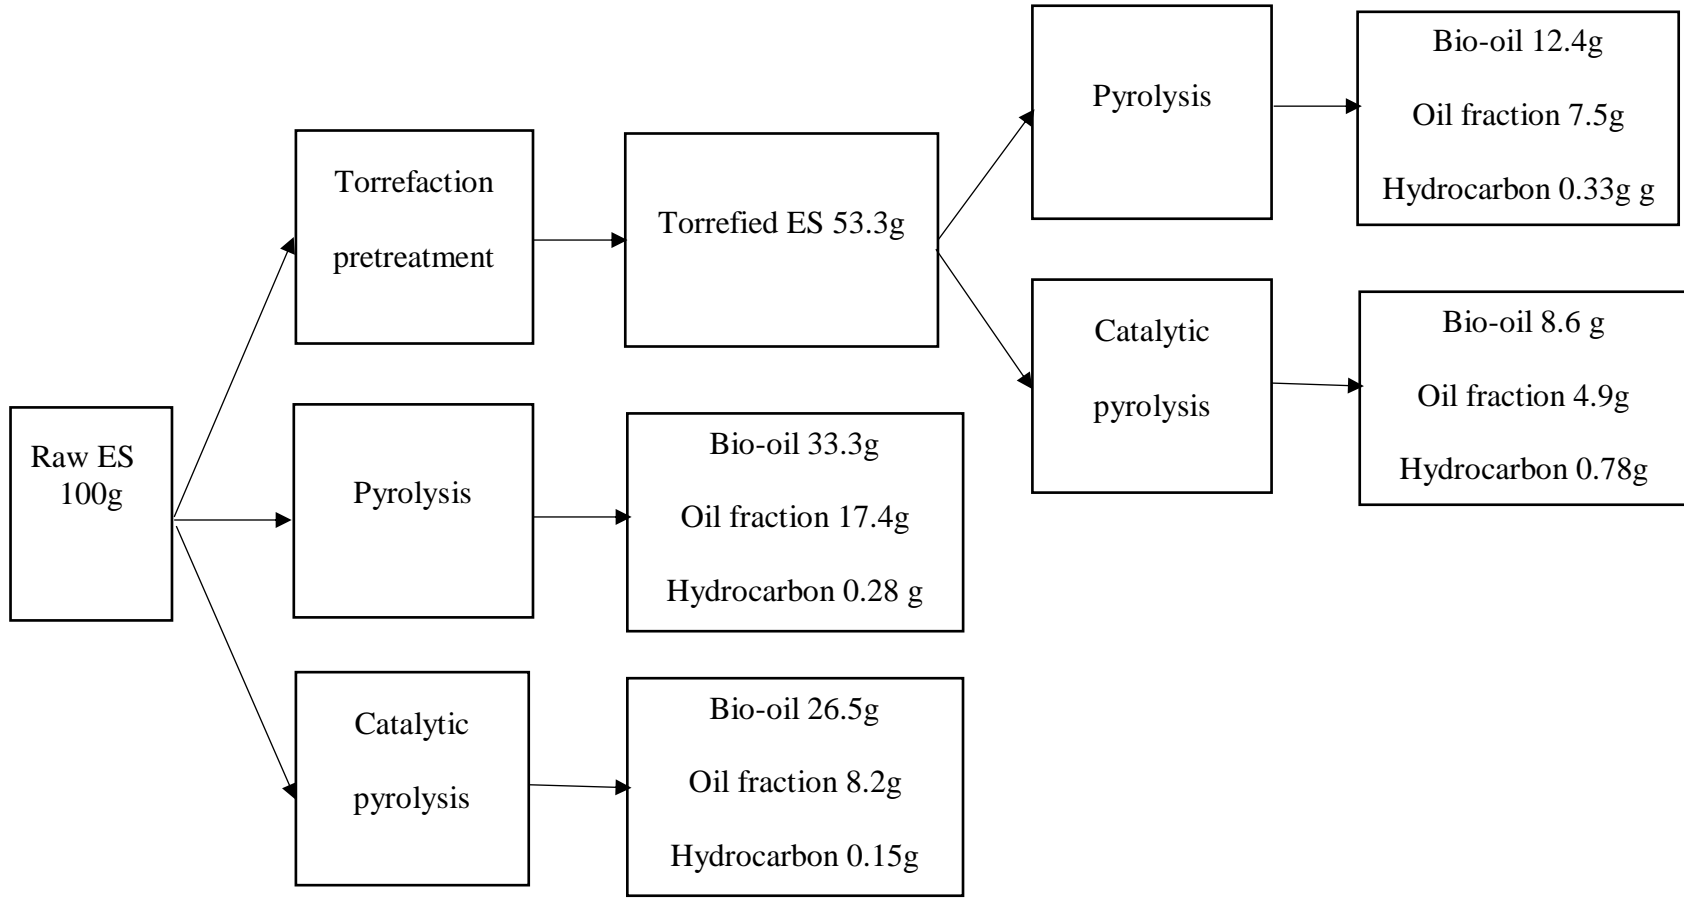 Raw ES
100g
Torrefaction
pretreatment
Torrefied ES 53.3g
Pyrolysis
Bio-oil 12.4g
Oil fraction 7.5g
Hydrocarbon 0.33g g
Catalytic
pyrolysis
Bio-oil 8.6 g
Oil fraction 4.9g
Hydrocarbon 0.78g
Pyrolysis
Bio-oil 33.3g
Oil fraction 17.4g
Hydrocarbon 0.28 g
Catalytic
pyrolysis
Bio-oil 26.5g
Oil fraction 8.2g
Hydrocarbon 0.15g